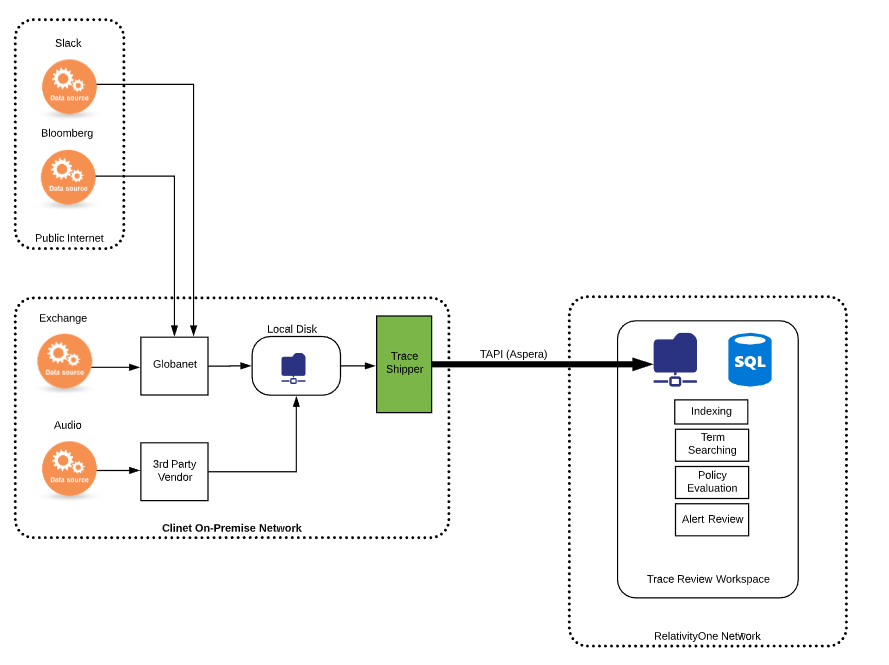 Slack
Data source
Bloomberg
Data source
Public Internet
Exchange
Data source
Globanet
Local Disk
Trace
Shipper
TAPI (Aspera)
SQL
Indexing
Term
Searching
Policy
Evaluation
Alert Review
Trace Review Workspace
RelativityOne Network
Audio
Data source
3rd Party
Vendor
Clinet On-Premise Network